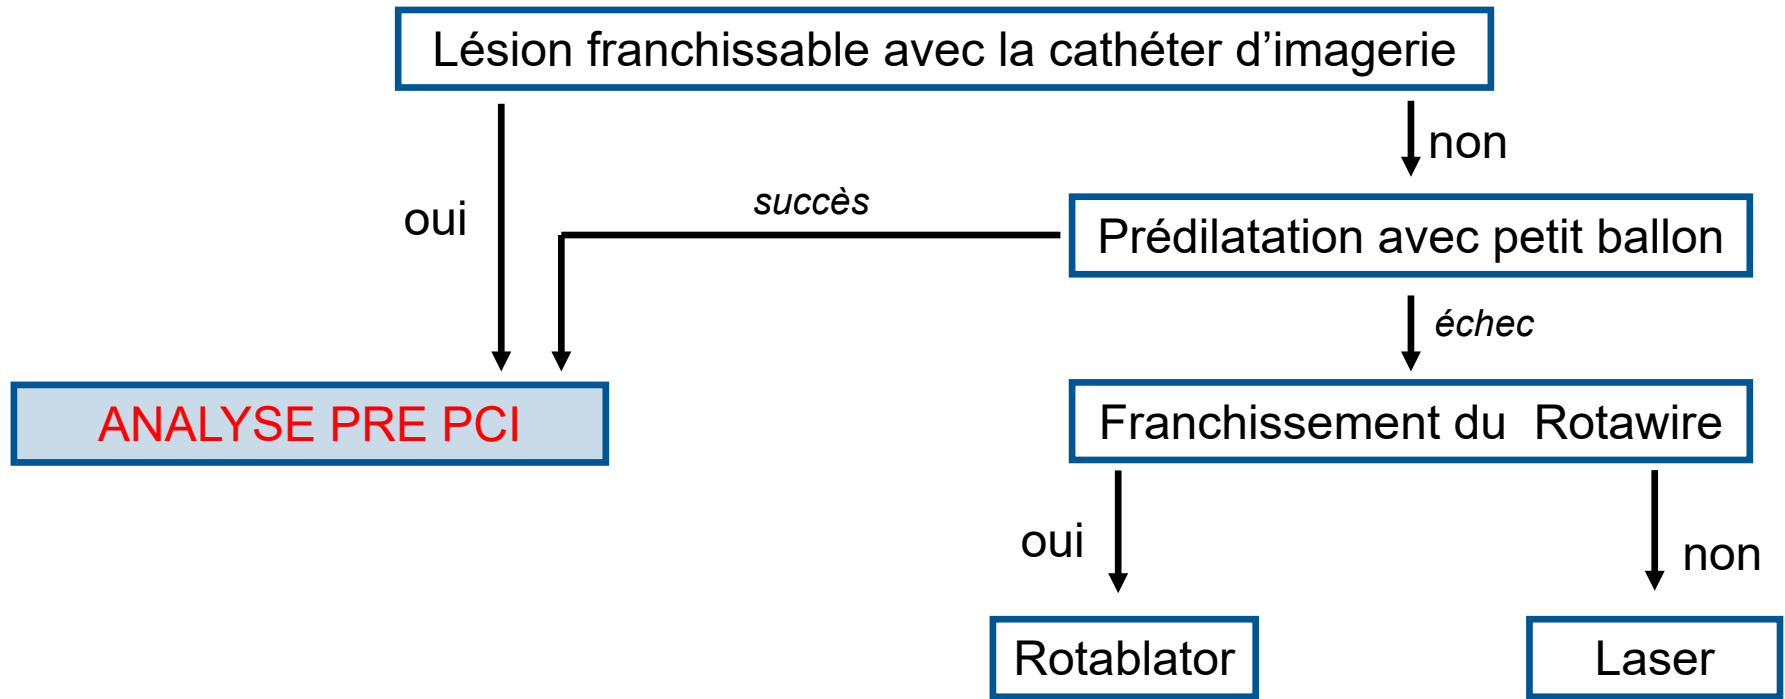 Lésion franchissable avec la cathéter d’imagerie
non
oui
succès
Prédilatation avec petit ballon
échec
ANALYSE PRE PCI
Franchissement du  Rotawire
oui
non
Rotablator
Laser